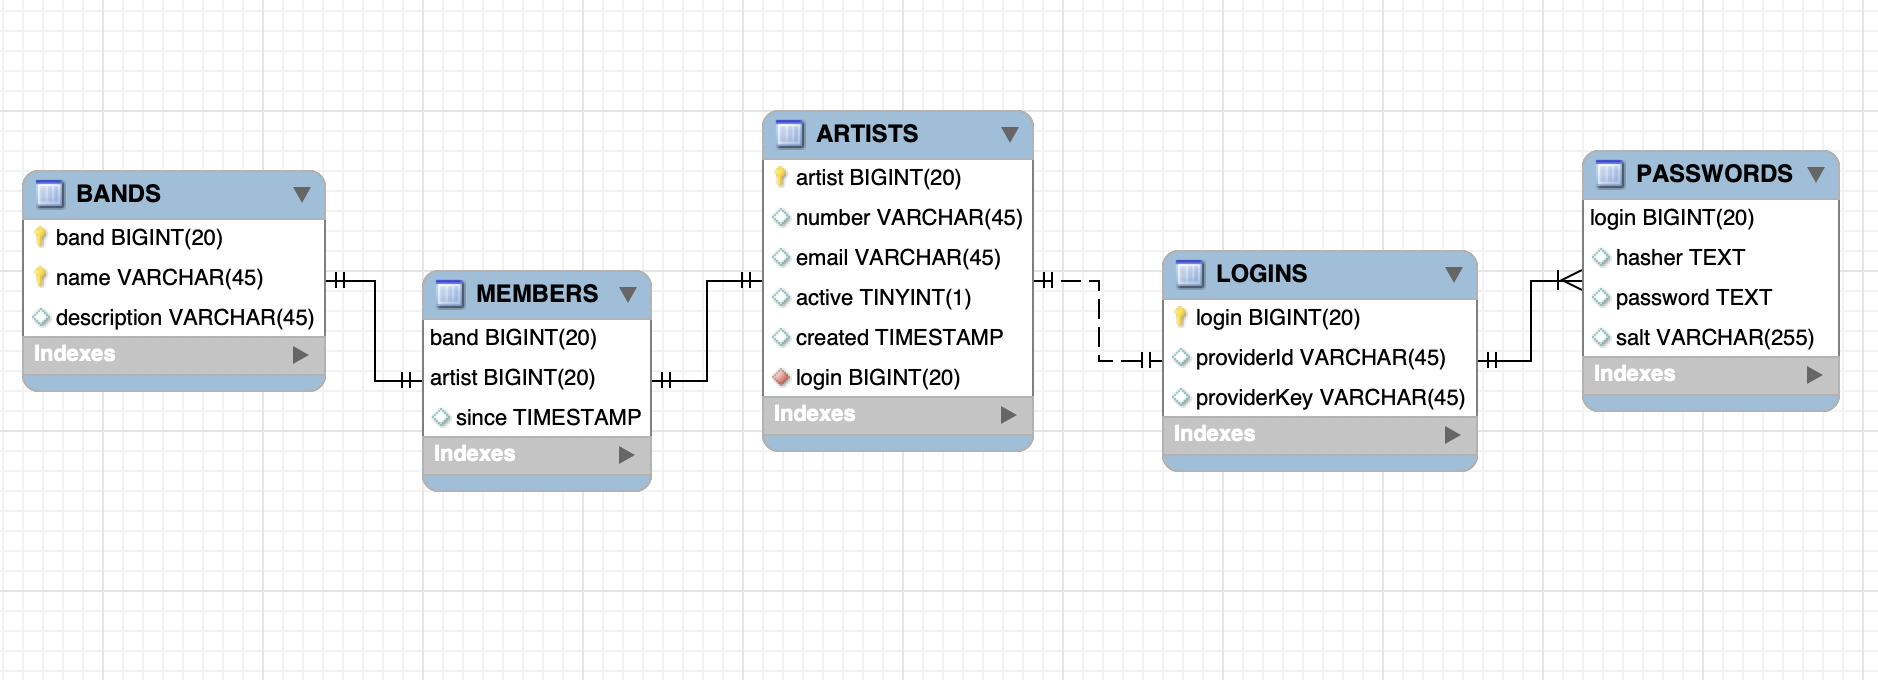 BANDS
band BIGINT(20)
name VARCHAR(45)
description VARCHAR(45)
Indexes
MEMBERS
band BIGINT(20)
artist BIGINT(20)
since TIMESTAMP
Indexes
ARTISTS
artist BIGINT(20)
number VARCHAR(45)
email VARCHAR(45)
active TINYINT(1)
created TIMESTAMP
login BIGINT(20)
Indexes
LOGINS
login BIGINT(20)
providerId VARCHAR(45)
providerKey VARCHAR(45)
Indexes
PASSWORDS
login BIGINT(20)
hasher TEXT
password TEXT
salt VARCHAR(255)
Indexes